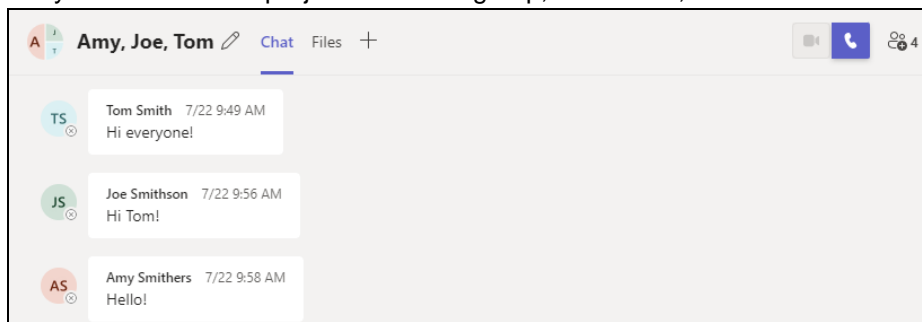 A J T Amy, Joe, Tom Chat Files 4
TS Tom Smith 7/22 9:49 AM
Hi everyone!
JS Joe Smithson 7/22 9:56 AM
Hi Tom!
AS Amy Smithers 7/22 9:58 AM
Hello!